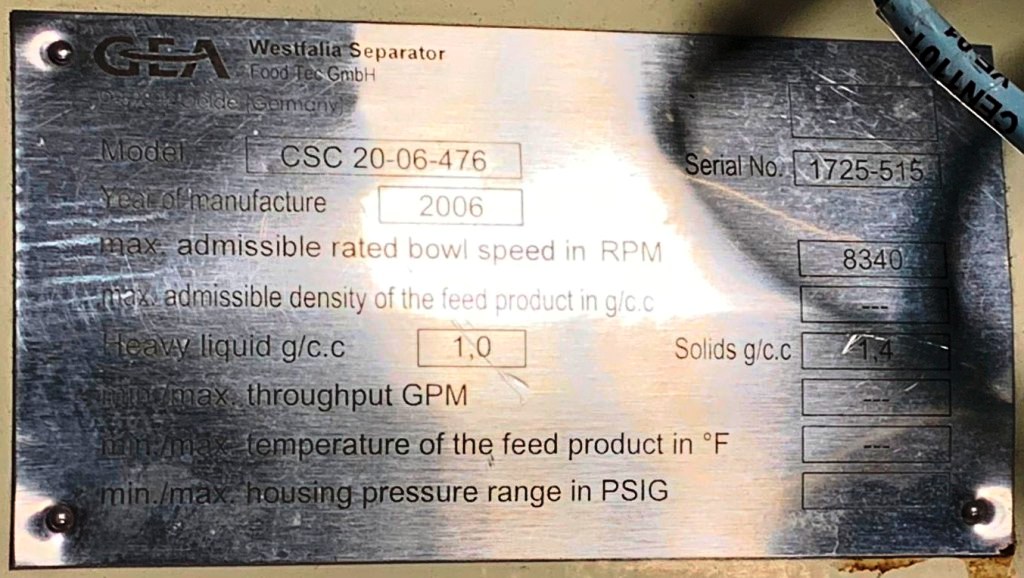 GEA Westfalia Separator
Food Tec GmbH
Oelde (Germany)
Model CSC 20-06-476 Serial No. 1725-515
Year of manufacture 2006
max. admissible rated bowl speed in RPM 8340
max. admissible density of the feed product in g/c.c ---
Heavy liquid g/c.c 1,0 Solids g/c.c 1,4
min./max. throughput GPM ---
min./max. temperature of the feed product in °F ---
min./max. housing pressure range in PSIG